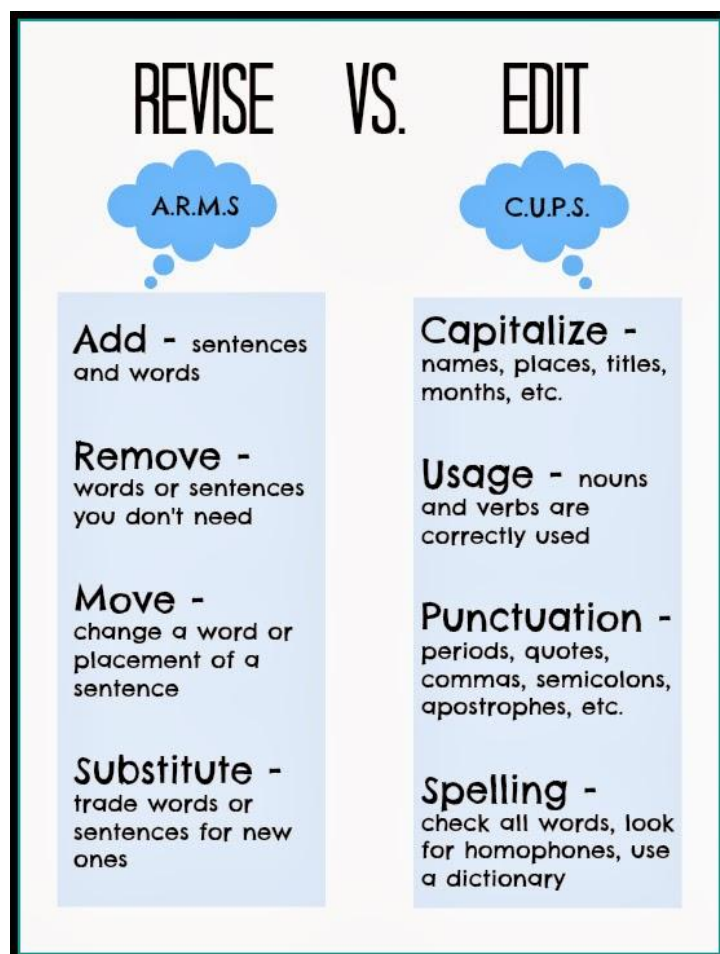 REVISE VS. EDIT
A.R.M.S
Add - sentences
and words
Remove -
words or sentences
you don't need
Move -
change a word or
placement of a
sentence
Substitute -
trade words or
sentences for new
ones
C.U.P.S.
Capitalize -
names, places, titles,
months, etc.
Usage - nouns
and verbs are
correctly used
Punctuation -
periods, quotes,
commas, semicolons,
apostrophes, etc.
Spelling -
check all words, look
for homophones, use
a dictionary